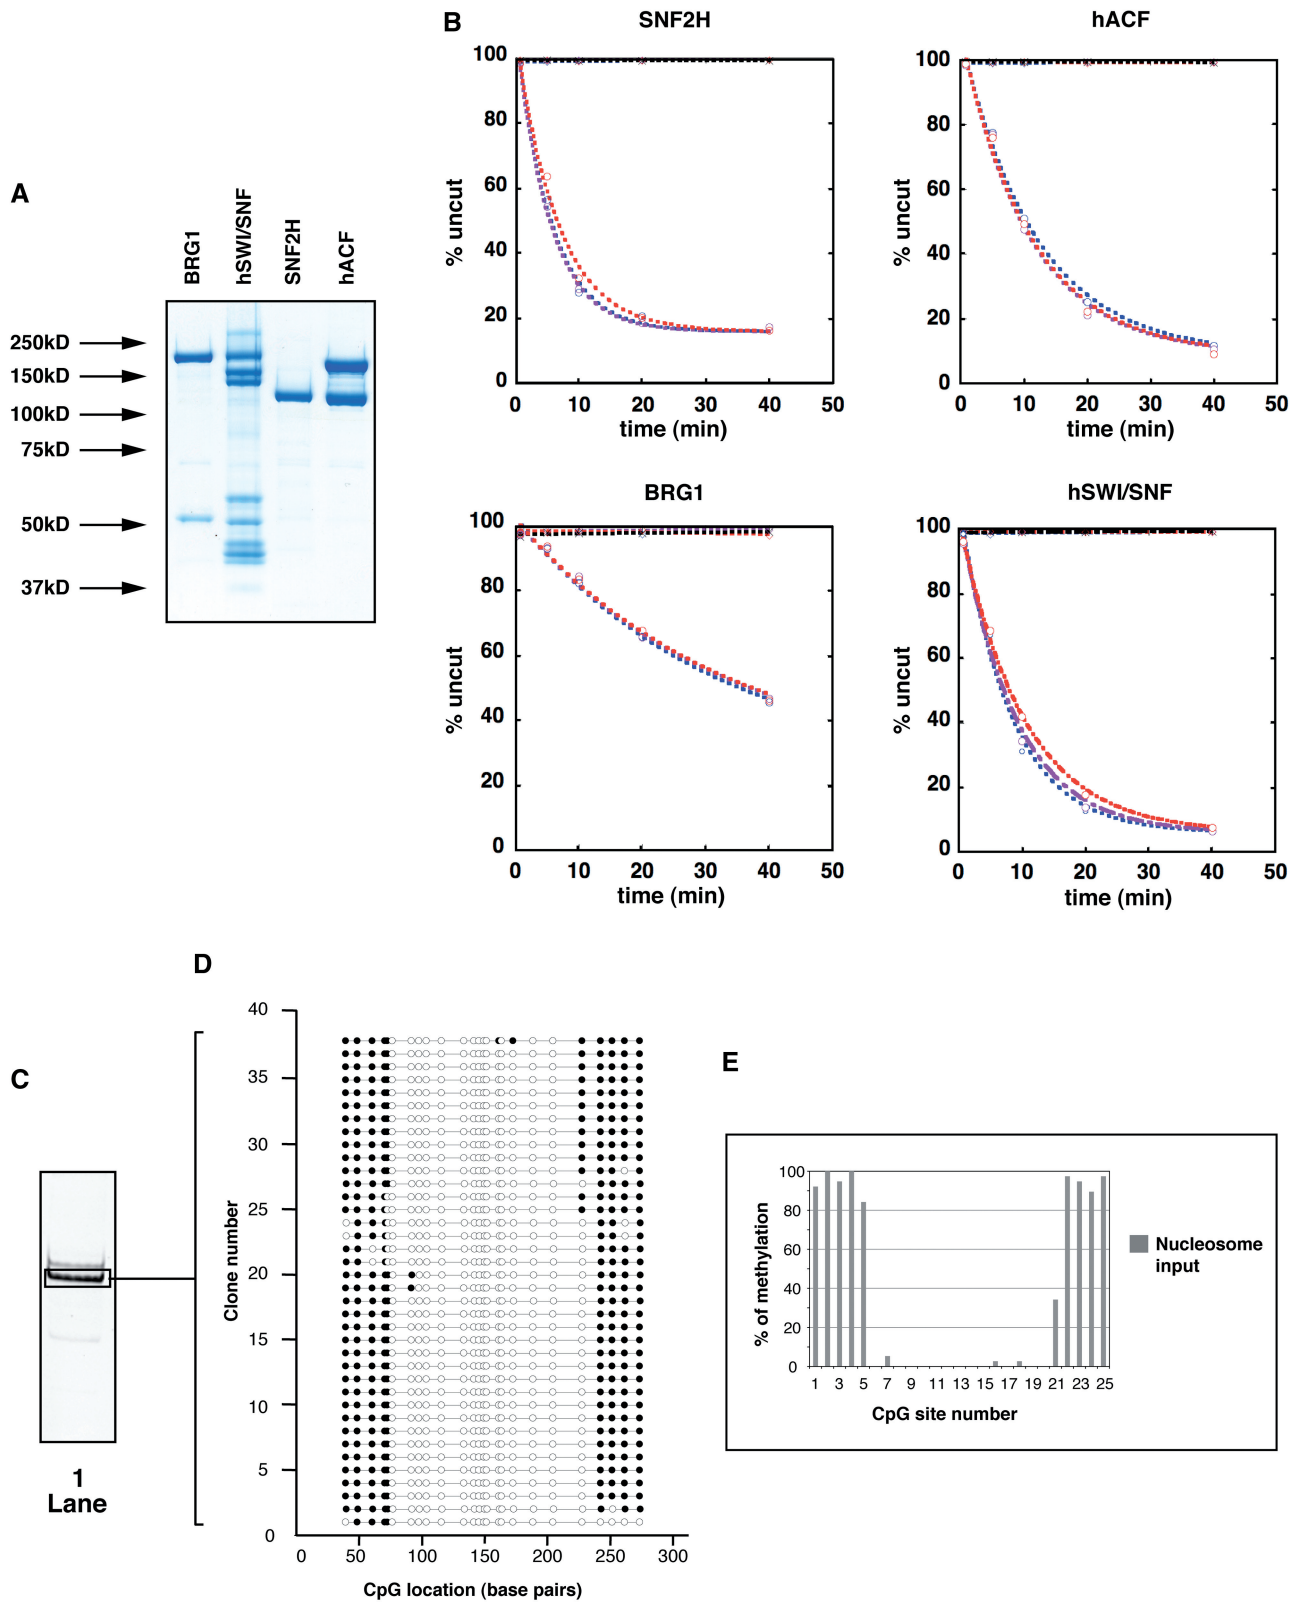 A
BRG1
hSWI/SNF
SNF2H
hACF
250kD
150kD
100kD
75kD
50kD
37kD
B
SNF2H
% uncut
100
80
60
40
20
0
0 10 20 30 40 50
time (min)
hACF
% uncut
100
80
60
40
20
0
0 10 20 30 40 50
time (min)
BRG1
% uncut
100
80
60
40
20
0
0 10 20 30 40 50
time (min)
hSWI/SNF
% uncut
100
80
60
40
20
0
0 10 20 30 40 50
time (min)
C
1
Lane
D
Clone number
40
35
30
25
20
15
10
5
0
0 50 100 150 200 250 300
CpG location (base pairs)
E
% of methylation
100
80
60
40
20
0
1 3 5 7 9 11 13 15 17 19 21 23 25
CpG site number
Nucleosome
input